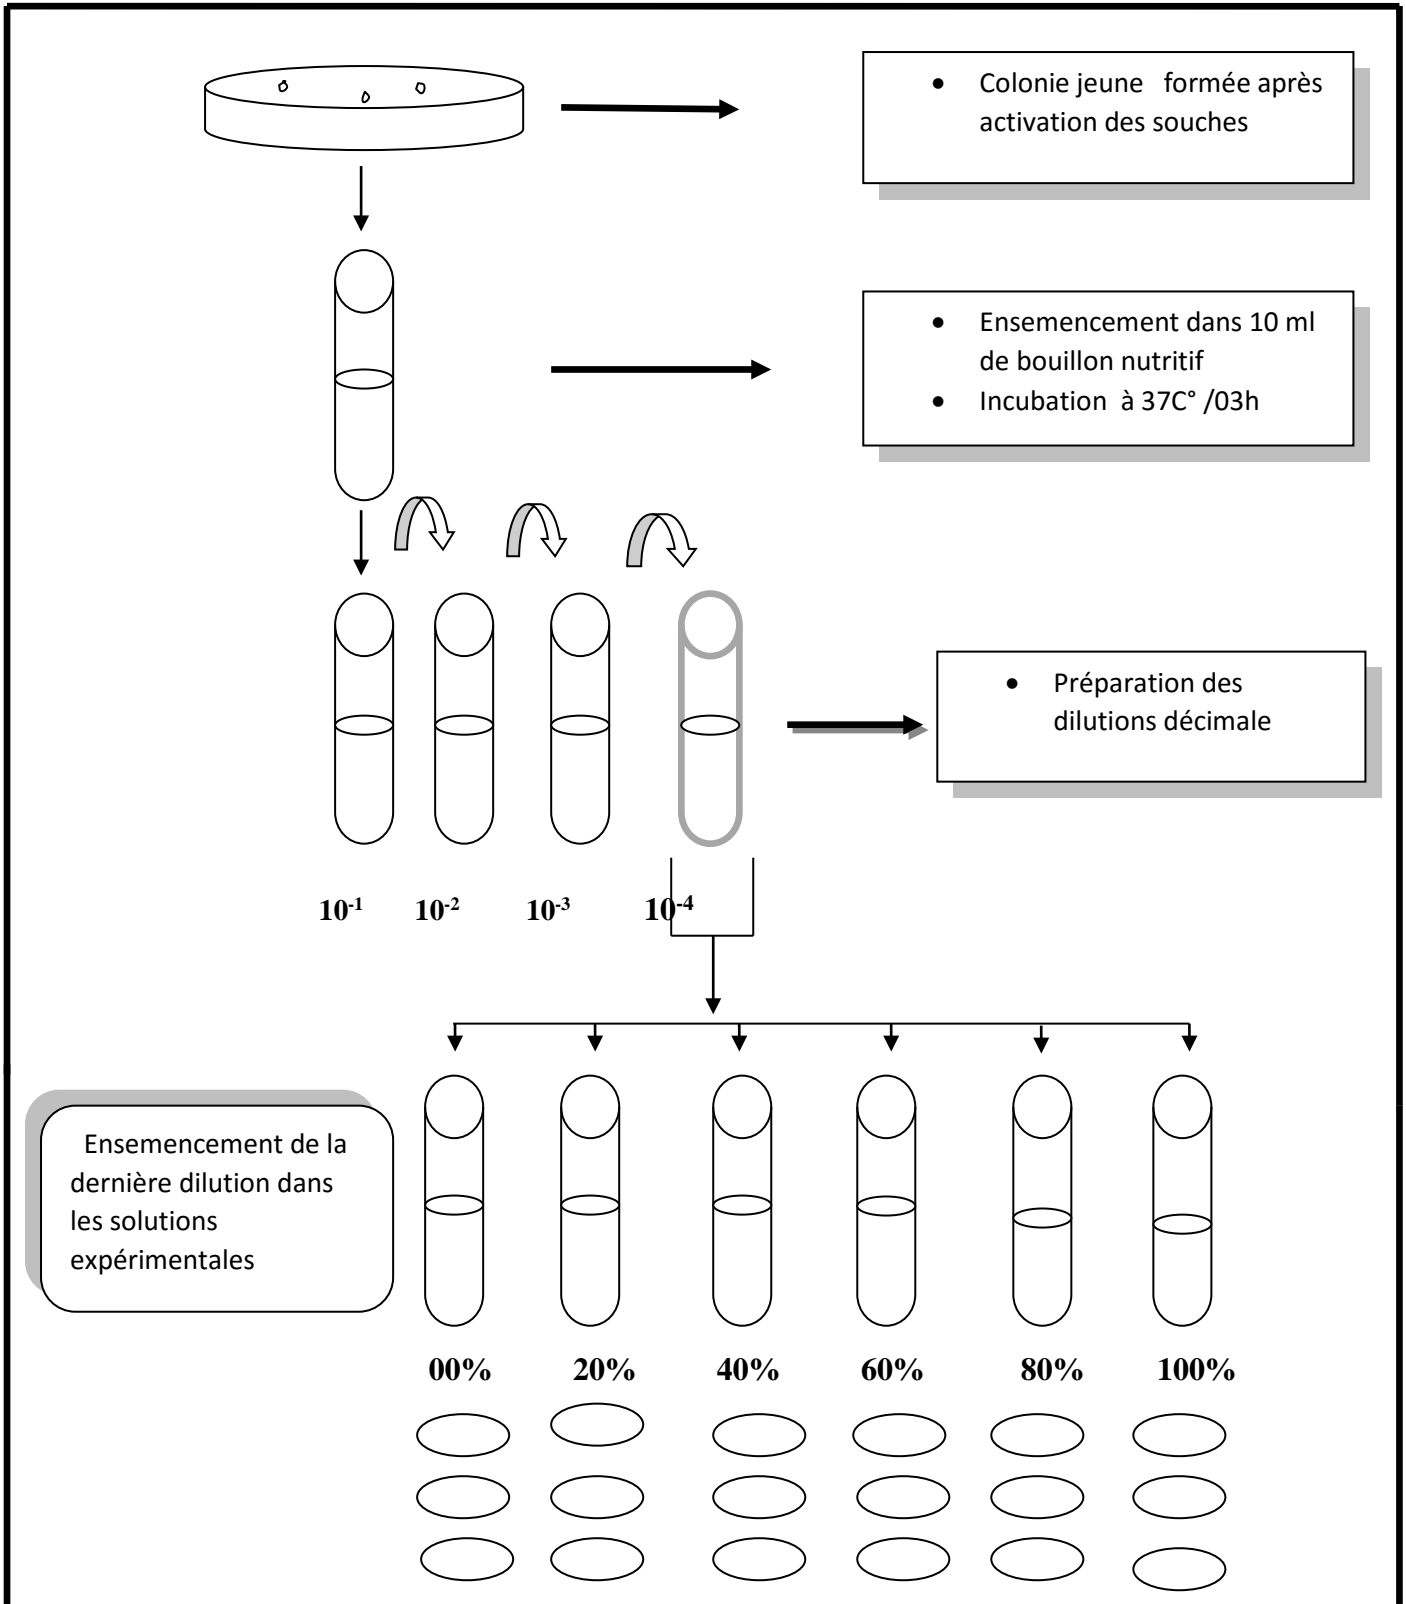 • Colonie jeune formée après
activation des souches
• Ensemencement dans 10 ml
de bouillon nutritif
• Incubation à 37C° /03h
• Préparation des
dilutions décimale
10⁻¹ 10⁻² 10⁻³ 10⁻⁴
Ensemencement de la
dernière dilution dans
les solutions
expérimentales
00% 20% 40% 60% 80% 100%